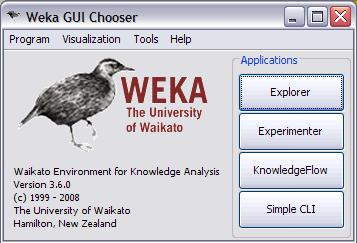 Weka GUI Chooser
Program Visualization Tools Help
WEKA
The University
of Waikato
Waikato Environment for Knowledge Analysis
Version 3.6.0
(c) 1999 - 2008
The University of Waikato
Hamilton, New Zealand
Applications
Explorer
Experimenter
KnowledgeFlow
Simple CLI